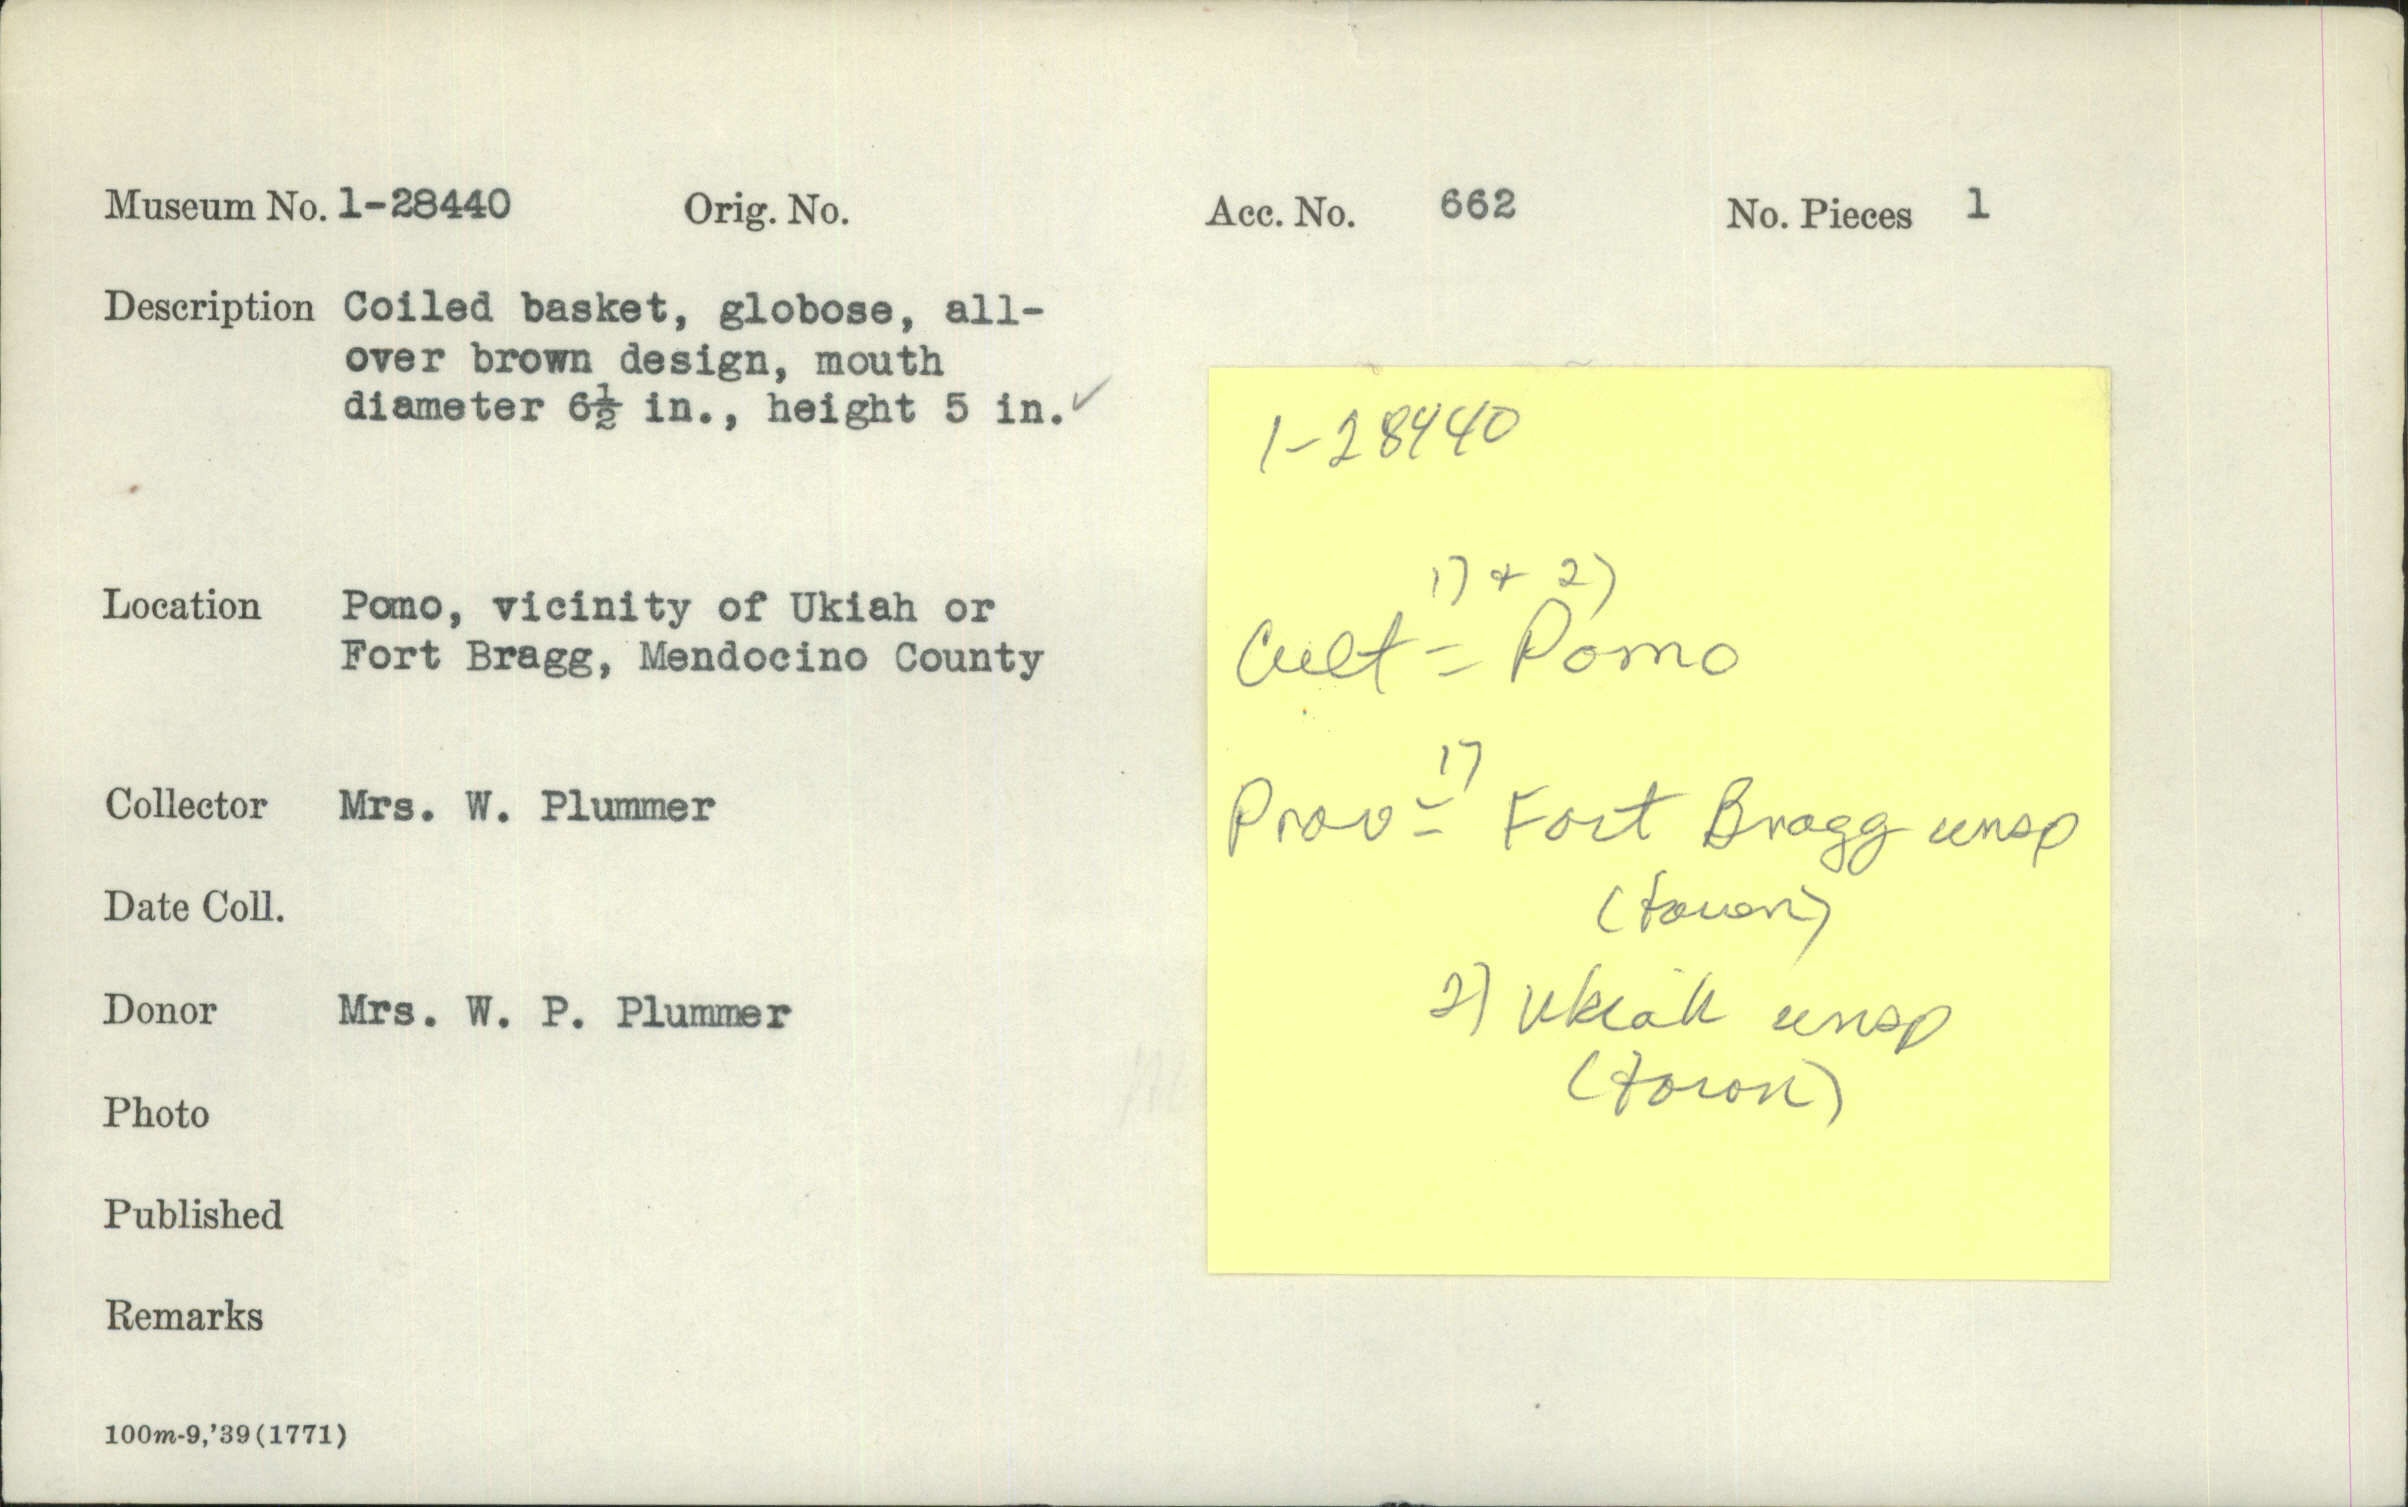 Museum No. 1-28440 Orig. No. Acc. No. 662 No. Pieces 1
Description Coiled basket, globose, all-
over brown design, mouth
diameter 6½ in., height 5 in. ✓
Location Pomo, vicinity of Ukiah or
Fort Bragg, Mendocino County
Collector Mrs. W. Plummer
Date Coll.
Donor Mrs. W. P. Plummer
Photo
Published
Remarks
100m-9,'39(1771)
1-28440
1) + 2)
Cult = Pomo
1)
Prov = Fort Bragg unsp
(town)
2) Ukiah unsp
(town)